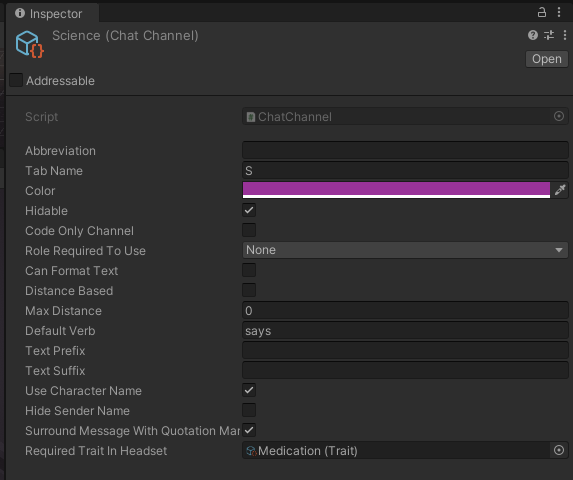 Inspector
Science (Chat Channel)
Open
Addressable
Script ChatChannel
Abbreviation
Tab Name S
Color
Hidable
Code Only Channel
Role Required To Use None
Can Format Text
Distance Based
Max Distance 0
Default Verb says
Text Prefix
Text Suffix
Use Character Name
Hide Sender Name
Surround Message With Quotation Mar
Required Trait In Headset Medication (Trait)